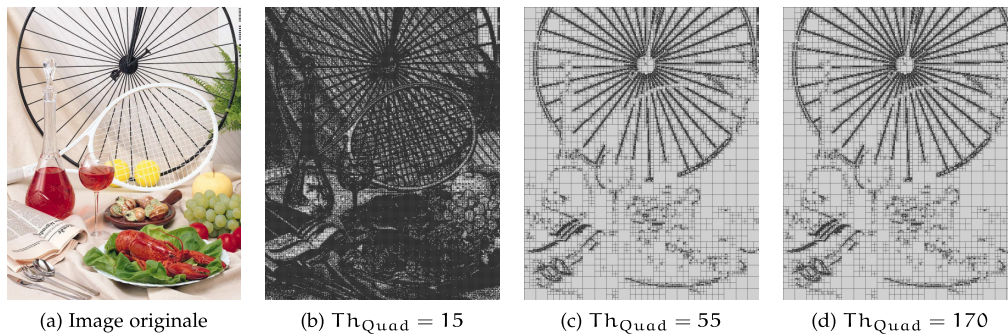 (a) Image originale
(b) Th_Quad = 15
(c) Th_Quad = 55
(d) Th_Quad = 170